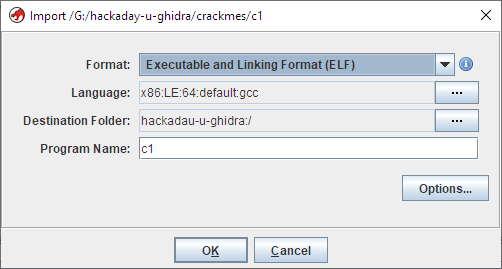 Import /G:/hackaday-u-ghidra/crackmes/c1
Format: Executable and Linking Format (ELF)
Language: x86:LE:64:default:gcc ...
Destination Folder: hackadau-u-ghidra:/ ...
Program Name: c1
Options...
OK Cancel